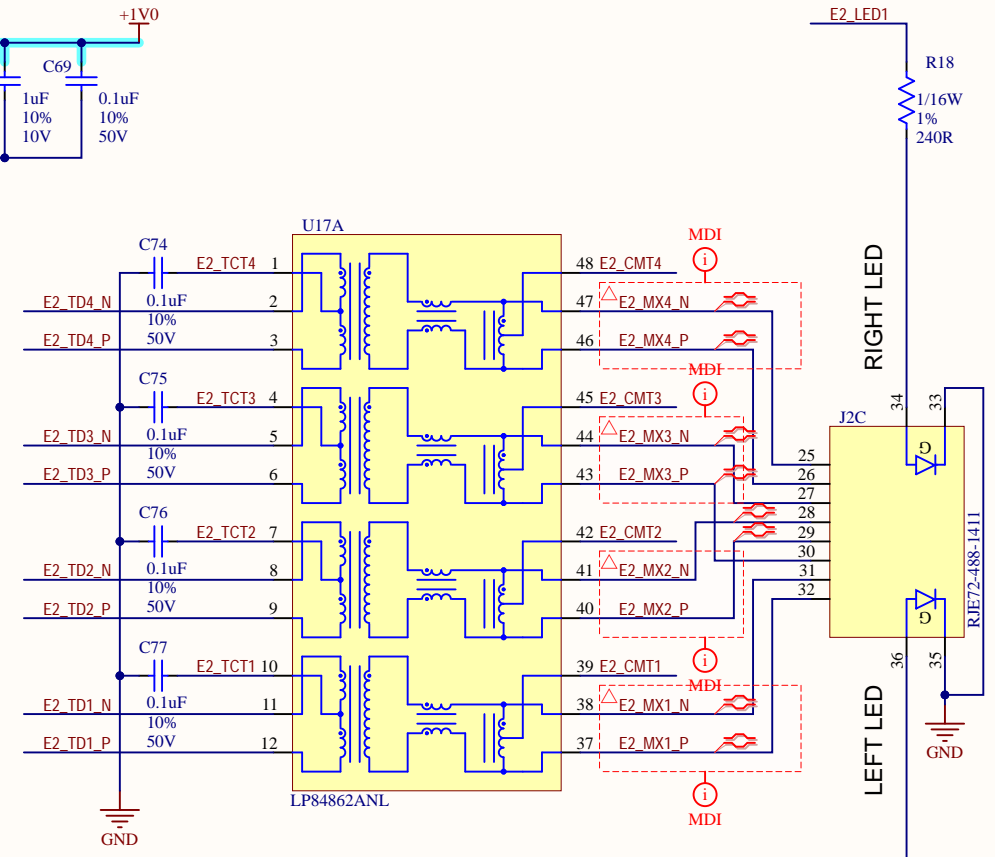 +1V0
E2_LED1
C69
1uF
10%
10V
0.1uF
10%
50V
R18
1/16W
1%
240R
U17A
C74
E2_TCT4 1
0.1uF
10%
50V
E2_TD4_N 2
E2_TD4_P 3
C75
E2_TCT3 4
0.1uF
10%
50V
E2_TD3_N 5
E2_TD3_P 6
C76
E2_TCT2 7
0.1uF
10%
50V
E2_TD2_N 8
E2_TD2_P 9
C77
E2_TCT1 10
0.1uF
10%
50V
E2_TD1_N 11
E2_TD1_P 12
GND
LP84862ANL
MDI
i
48 E2_CMT4
47 E2_MX4_N
46 E2_MX4_P
MDI
i
45 E2_CMT3
44 E2_MX3_N
43 E2_MX3_P
42 E2_CMT2
41 E2_MX2_N
40 E2_MX2_P
i
MDI
39 E2_CMT1
38 E2_MX1_N
37 E2_MX1_P
i
MDI
RIGHT LED
34
33
J2C
G
25
26
27
28
29
30
31
32
G
RJE72-488-1411
36
35
LEFT LED
GND